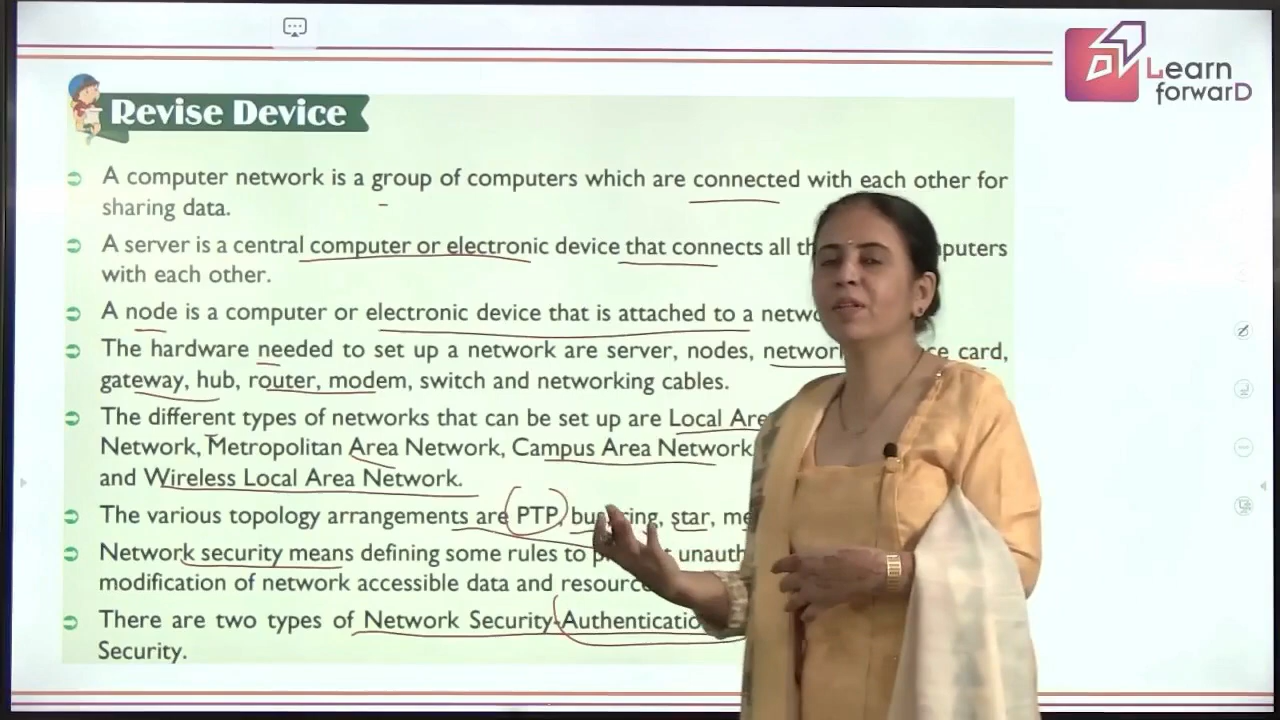 Learn
forwarD
Revise Device
A computer network is a group of computers which are connected with each other for
sharing data.
A server is a central computer or electronic device that connects all
with each other.
A node is a computer or electronic device that is attached to a
The hardware needed to set up a network are server, nodes, card,
gateway, hub, router, modem, switch and networking cables.
The different types of networks that can be set up are Local
Network, Metropolitan Area Network, Campus Area Network
and Wireless Local Area Network.
The various topology arrangements are PTP, star,
Network security means defining some rules to
modification of network accessible data and
There are two types of Network Security-
Security.